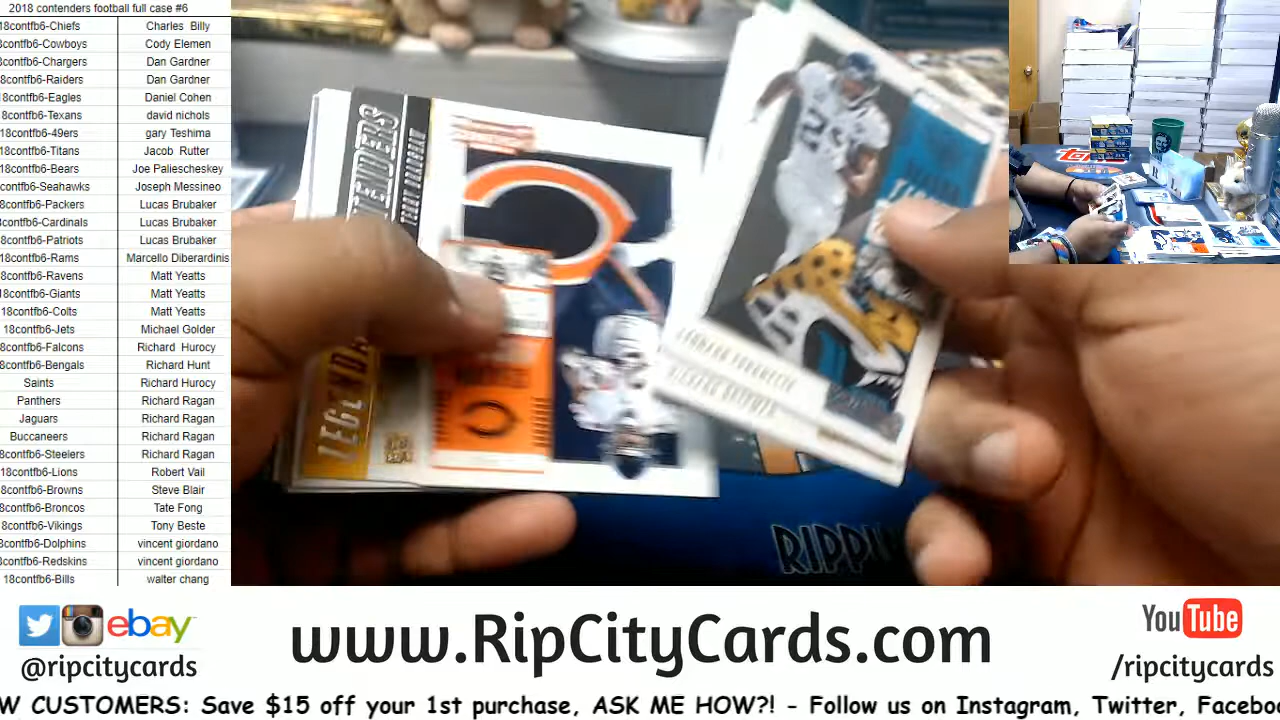 2018 contenders football full case #6
18contfb6-Chiefs Charles Billy
8contfb6-Cowboys Cody Elemen
8contfb6-Chargers Dan Gardner
8contfb6-Raiders Dan Gardner
18contfb6-Eagles Daniel Cohen
8contfb6-Texans david nichols
18contfb6-49ers gary Teshima
18contfb6-Titans Jacob Rutter
18contfb6-Bears Joe Paliescheskey
contfb6-Seahawks Joseph Messineo
8contfb6-Packers Lucas Brubaker
contfb6-Cardinals Lucas Brubaker
8contfb6-Patriots Lucas Brubaker
18contfb6-Rams Marcello Diberardinis
8contfb6-Ravens Matt Yeatts
18contfb6-Giants Matt Yeatts
18contfb6-Colts Matt Yeatts
18contfb6-Jets Michael Golder
8contfb6-Falcons Richard Hurocy
8contfb6-Bengals Richard Hunt
Saints Richard Hurocy
Panthers Richard Ragan
Jaguars Richard Ragan
Buccaneers Richard Ragan
8contfb6-Steelers Richard Ragan
18contfb6-Lions Robert Vail
8contfb6-Browns Steve Blair
8contfb6-Broncos Tate Fong
8contfb6-Vikings Tony Beste
8contfb6-Dolphins vincent giordano
contfb6-Redskins vincent giordano
18contfb6-Bills walter chang
LEGEND
RIPPI
ebay
@ripcitycards
www.RipCityCards.com
YouTube
/ripcitycards
W CUSTOMERS: Save $15 off your 1st purchase, ASK ME HOW?! - Follow us on Instagram, Twitter, Facebo